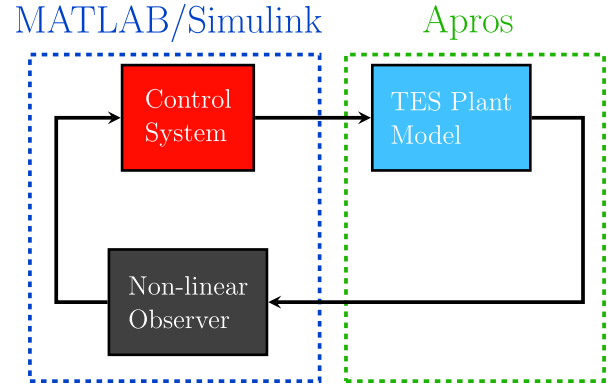 MATLAB/Simulink
Apros
Control
System
TES Plant
Model
Non-linear
Observer